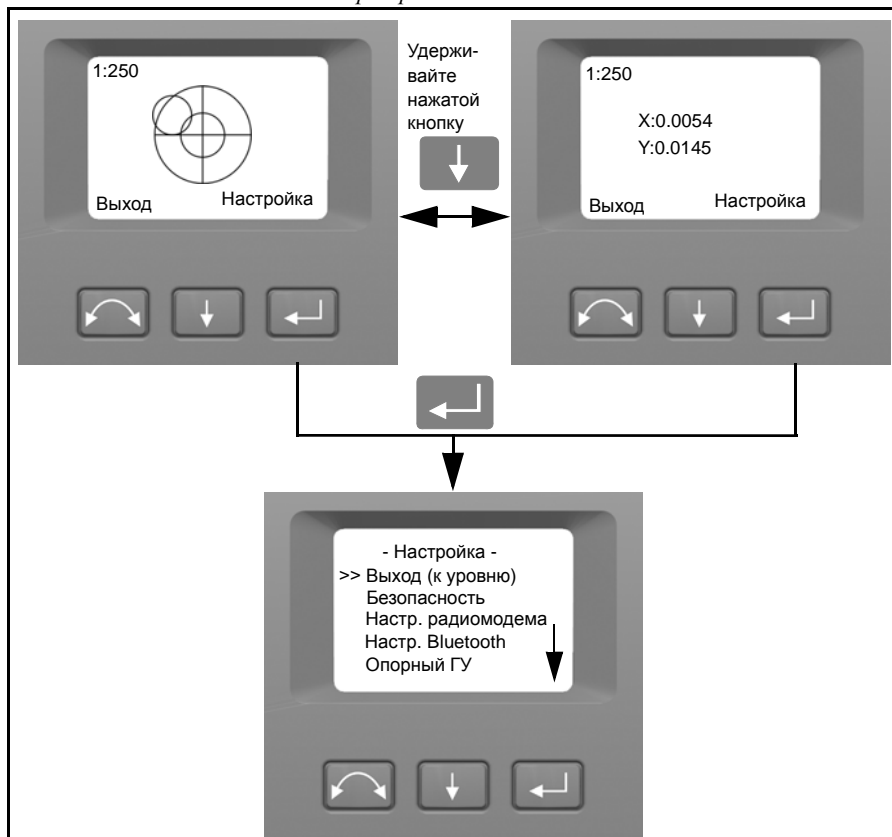 1:250
Выход Настройка
Удержи-
вайте
нажатой
кнопку
1:250
X:0.0054
Y:0.0145
Выход Настройка
- Настройка -
>> Выход (к уровню)
Безопасность
Настр. радиомодема
Настр. Bluetooth
Опорный ГУ